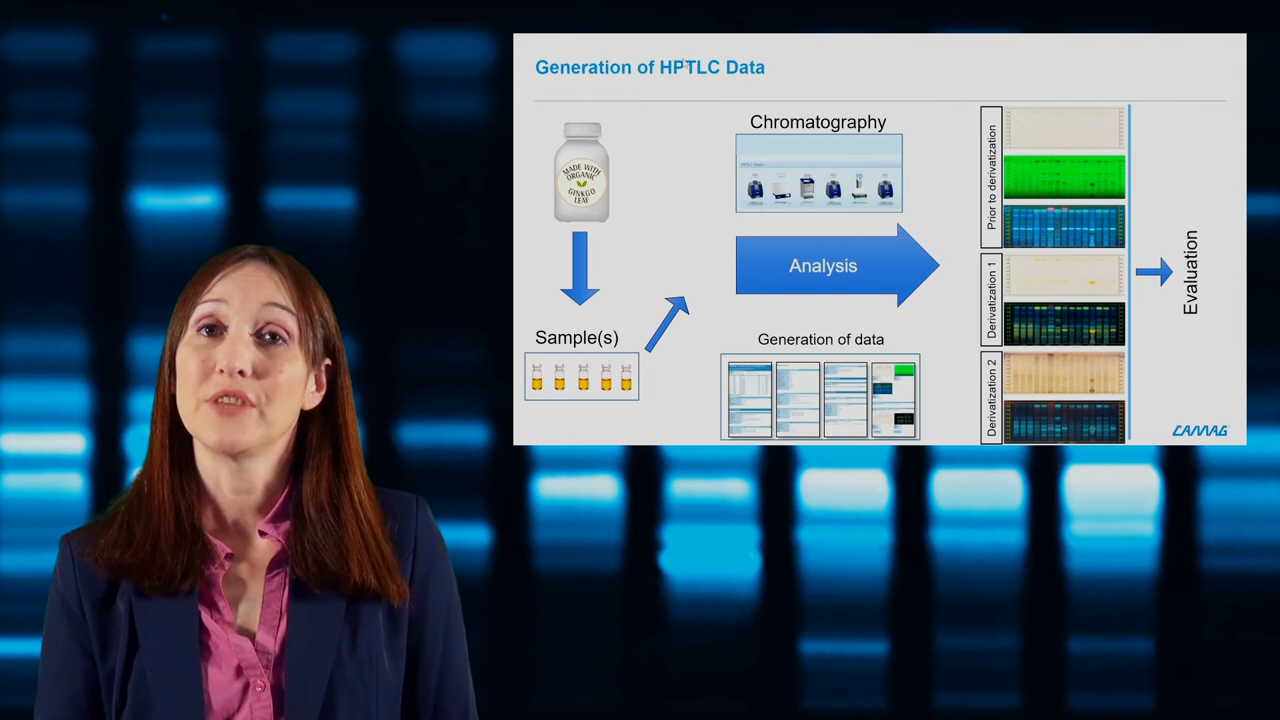 Generation of HPTLC Data
MADE WITH
ORGANIC
GINKGO
LEAF
Sample(s)
Chromatography
Analysis
Generation of data
Prior to derivatization
Derivatization 1
Derivatization 2
Evaluation
CAMAG